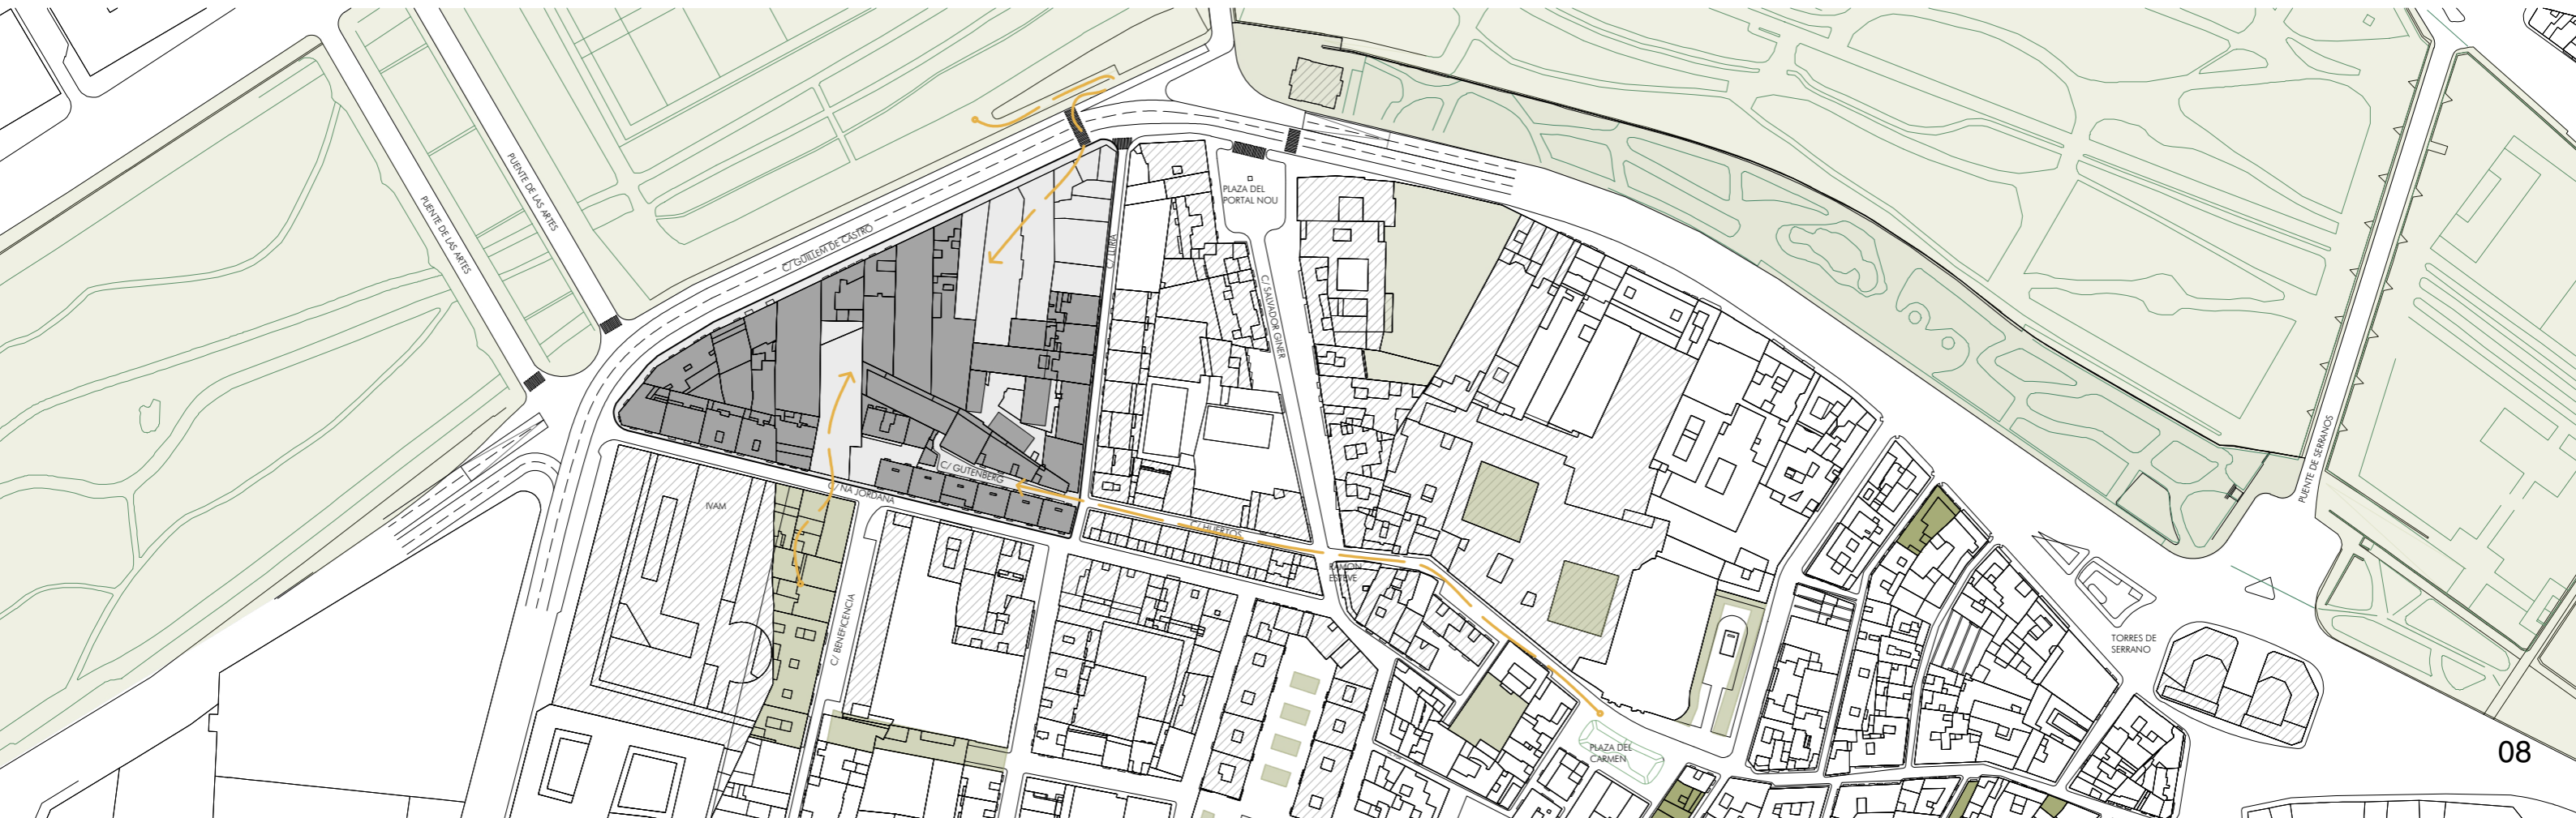 PUENTE DE LAS ARTES
PUENTE DE LAS ARTES
C/ GUILLEM DE CASTRO
C/ LLIRIA
PLAZA DEL
PORTAL NOU
C/ SALVADOR GINER
C/ GUTENBERG
C/ NA JORDANA
IVAM
C/ BENEFICENCIA
C/ HUERTOS
RAMON
ESTEVE
PLAZA DEL
CARMEN
PUENTE DE SERRANOS
TORRES DE
SERRANO
08